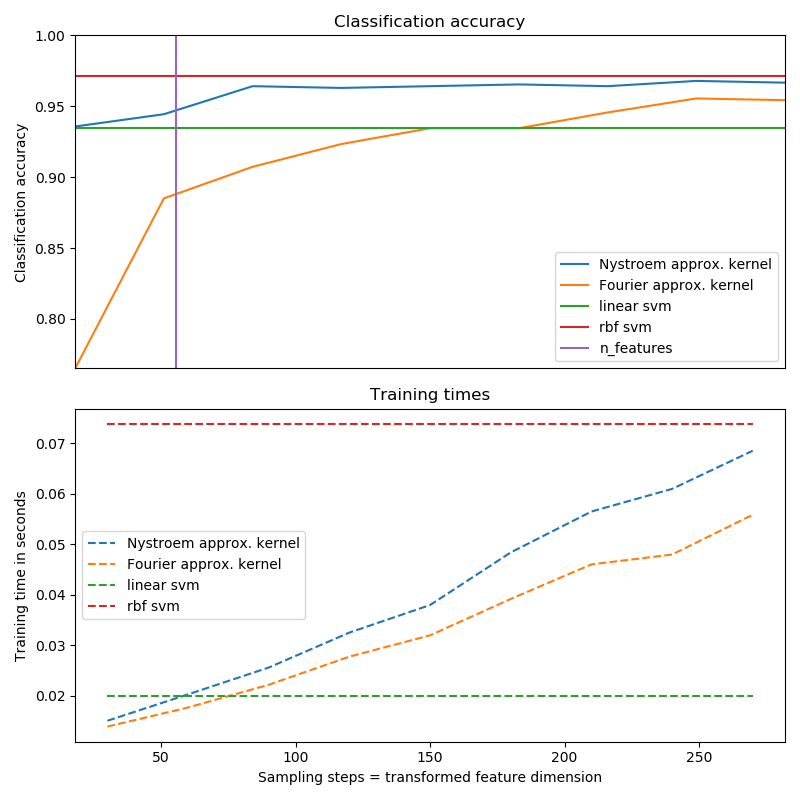 Classification accuracy
1.00
0.95
0.90
0.85
0.80
Classification accuracy
Nystroem approx. kernel
Fourier approx. kernel
linear svm
rbf svm
n_features
Training times
0.07
0.06
0.05
0.04
0.03
0.02
Training time in seconds
Nystroem approx. kernel
Fourier approx. kernel
linear svm
rbf svm
50 100 150 200 250
Sampling steps = transformed feature dimension